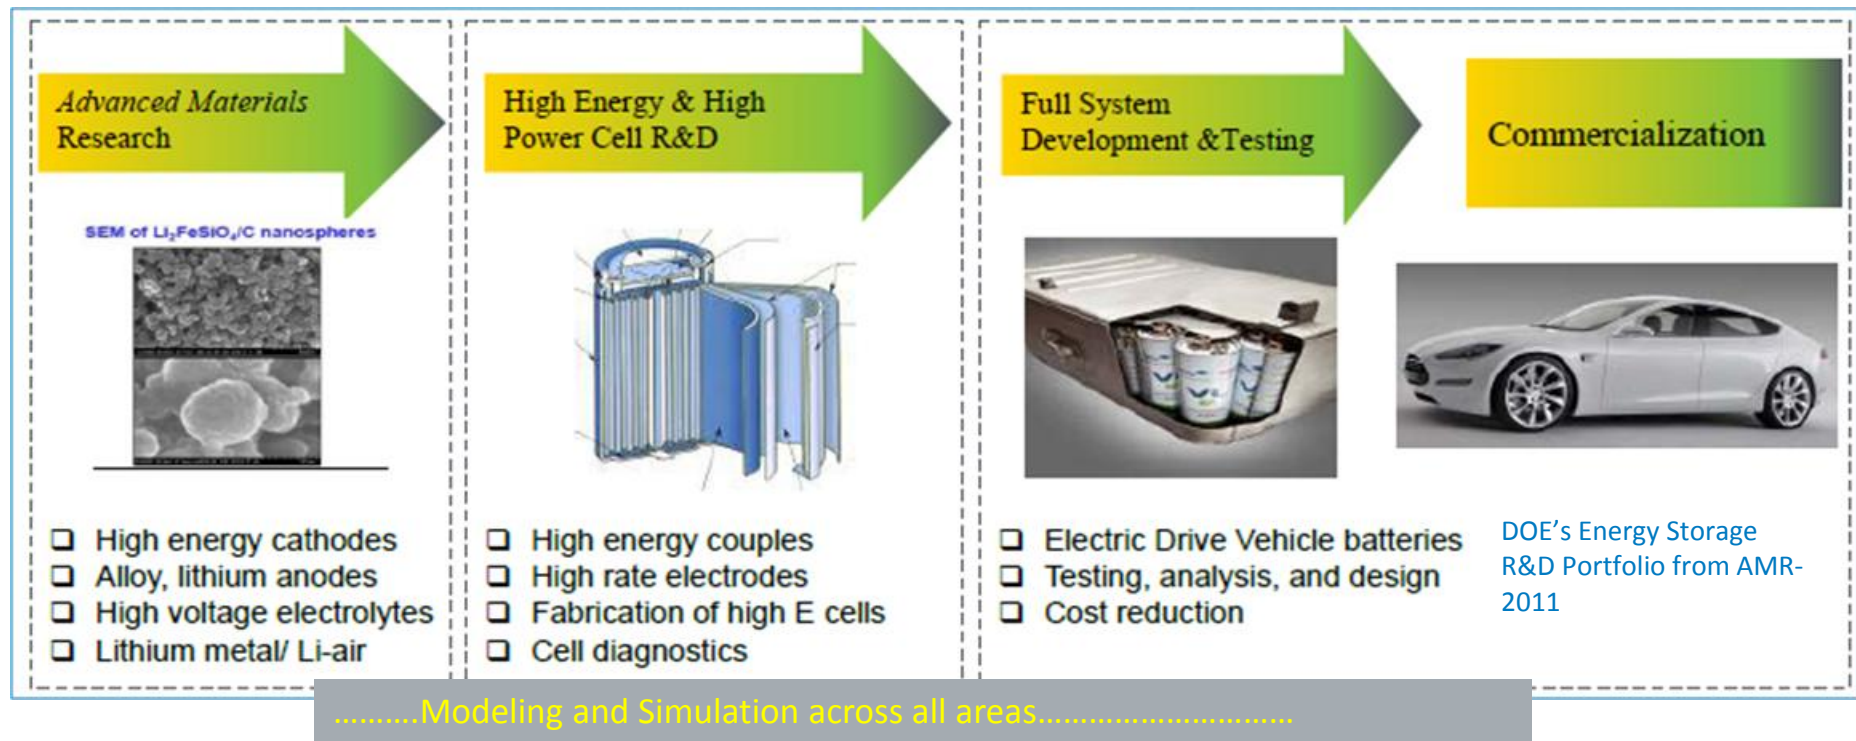 Advanced Materials
Research
SEM of Li₂FeSiO₄/C nanospheres
❑ High energy cathodes
❑ Alloy, lithium anodes
❑ High voltage electrolytes
❑ Lithium metal/ Li-air
High Energy & High
Power Cell R&D
❑ High energy couples
❑ High rate electrodes
❑ Fabrication of high E cells
❑ Cell diagnostics
Full System
Development &Testing
❑ Electric Drive Vehicle batteries
❑ Testing, analysis, and design
❑ Cost reduction
Commercialization
DOE’s Energy Storage
R&D Portfolio from AMR-
2011
……….Modeling and Simulation across all areas…………………………